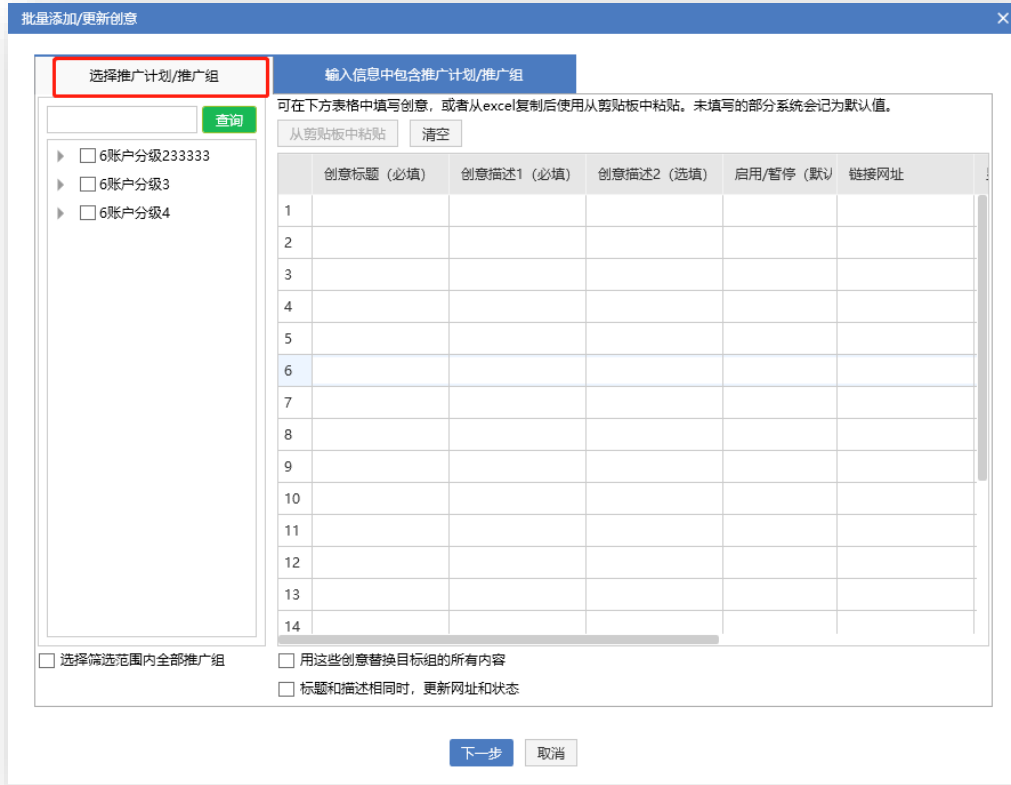 批量添加/更新创意
选择推广计划/推广组
输入信息中包含推广计划/推广组
查询
6账户分级233333
6账户分级3
6账户分级4
可在下方表格中填写创意，或者从excel复制后使用从剪贴板中粘贴。未填写的部分系统会记为默认值。
从剪贴板中粘贴 清空
创意标题（必填） 创意描述1（必填） 创意描述2（选填） 启用/暂停（默认 链接网址
1
2
3
4
5
6
7
8
9
10
11
12
13
14
选择筛选范围内全部推广组
用这些创意替换目标组的所有内容
标题和描述相同时，更新网址和状态
下一步 取消